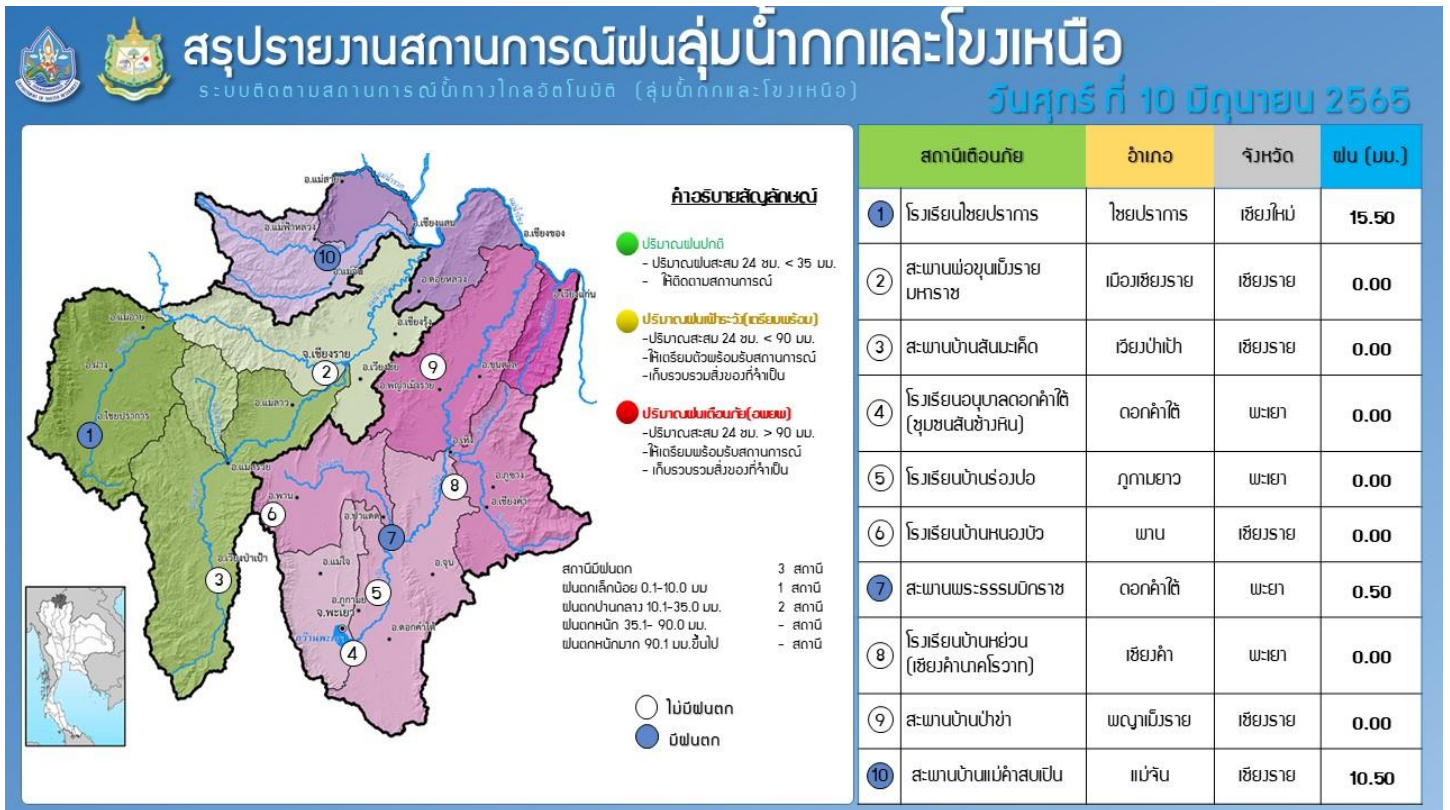 สรุปรายงานสถานการณ์ฝนลุ่มน้ำกกและโขงเหนือ
ระบบติดตามสถานการณ์น้ำทางไกลอัตโนมัติ (ลุ่มน้ำกกและโขงเหนือ)
วันศุกร์ ที่ 10 มิถุนายน 2565
อ.แม่สาย
อ.แม่ฟ้าหลวง
อ.เชียงแสน
อ.เชียงของ
10
อ.แม่จัน
อ.ดอยหลวง
อ.เวียงแก่น
อ.แม่อาย
อ.เชียงรุ้ง
จ.เชียงราย
2
อ.เวียงชัย
9
อ.ขุนตาล
อ.ฝาง
อ.พญาเม็งราย
อ.ไชยปราการ
อ.แม่ลาว
1
อ.เทิง
อ.แม่สรวย
8
อ.ภูซาง
อ.เชียงคำ
อ.พาน
6
อ.ป่าแดด
7
อ.เวียงป่าเป้า
3
อ.แม่ใจ
อ.จุน
5
จ.พะเยา
อ.ดอกคำใต้
กว๊านพะเยา
4
คำอธิบายสัญลักษณ์
ปริมาณฝนปกติ
- ปริมาณฝนสะสม 24 ชม. < 35 มม.
- ให้ติดตามสถานการณ์
ปริมาณฝนเฝ้าระวัง(เตรียมพร้อม)
-ปริมาณสะสม 24 ชม. < 90 มม.
-ให้เตรียมตัวพร้อมรับสถานการณ์
-เก็บรวบรวมสิ่งของที่จำเป็น
ปริมาณฝนเตือนภัย(อพยพ)
-ปริมาณสะสม 24 ชม. > 90 มม.
-ให้เตรียมพร้อมรับสถานการณ์
- เก็บรวบรวมสิ่งของที่จำเป็น
สถานีมีฝนตก 3 สถานี
ฝนตกเล็กน้อย 0.1-10.0 มม 1 สถานี
ฝนตกปานกลาง 10.1-35.0 มม. 2 สถานี
ฝนตกหนัก 35.1- 90.0 มม. - สถานี
ฝนตกหนักมาก 90.1 มม.ขึ้นไป - สถานี
ไม่มีฝนตก
มีฝนตก
สถานีเตือนภัย อำเภอ จังหวัด ฝน (มม.)
1 โรงเรียนไชยปราการ ไชยปราการ เชียงใหม่ 15.50
2 สะพานพ่อขุนเม็งราย
มหาราช เมืองเชียงราย เชียงราย 0.00
3 สะพานบ้านสันมะเค็ด เวียงป่าเป้า เชียงราย 0.00
4 โรงเรียนอนุบาลดอกคำใต้
(ชุมชนสันช้างหิน) ดอกคำใต้ พะเยา 0.00
5 โรงเรียนบ้านร่องปอ ภูกามยาว พะเยา 0.00
6 โรงเรียนบ้านหนองบัว พาน เชียงราย 0.00
7 สะพานพระธรรมมิกราช ดอกคำใต้ พะเยา 0.50
8 โรงเรียนบ้านหย่วน
(เชียงคำนาคโรวาท) เชียงคำ พะเยา 0.00
9 สะพานบ้านป่าข่า พญาเม็งราย เชียงราย 0.00
10 สะพานบ้านแม่คำสบเปิน แม่จัน เชียงราย 10.50